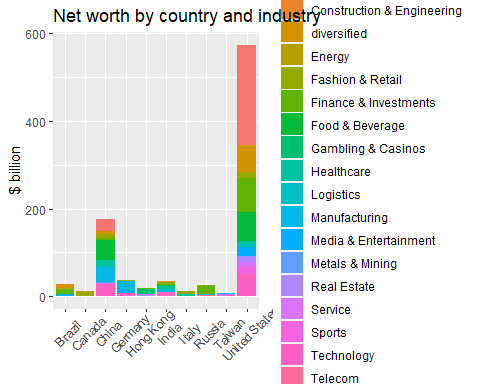 Net worth by country and industry
$ billion
600
400
200
0
Brazil
Canada
China
Germany
Hong Kong
India
Italy
Russia
Taiwan
United States
Construction & Engineering
diversified
Energy
Fashion & Retail
Finance & Investments
Food & Beverage
Gambling & Casinos
Healthcare
Logistics
Manufacturing
Media & Entertainment
Metals & Mining
Real Estate
Service
Sports
Technology
Telecom